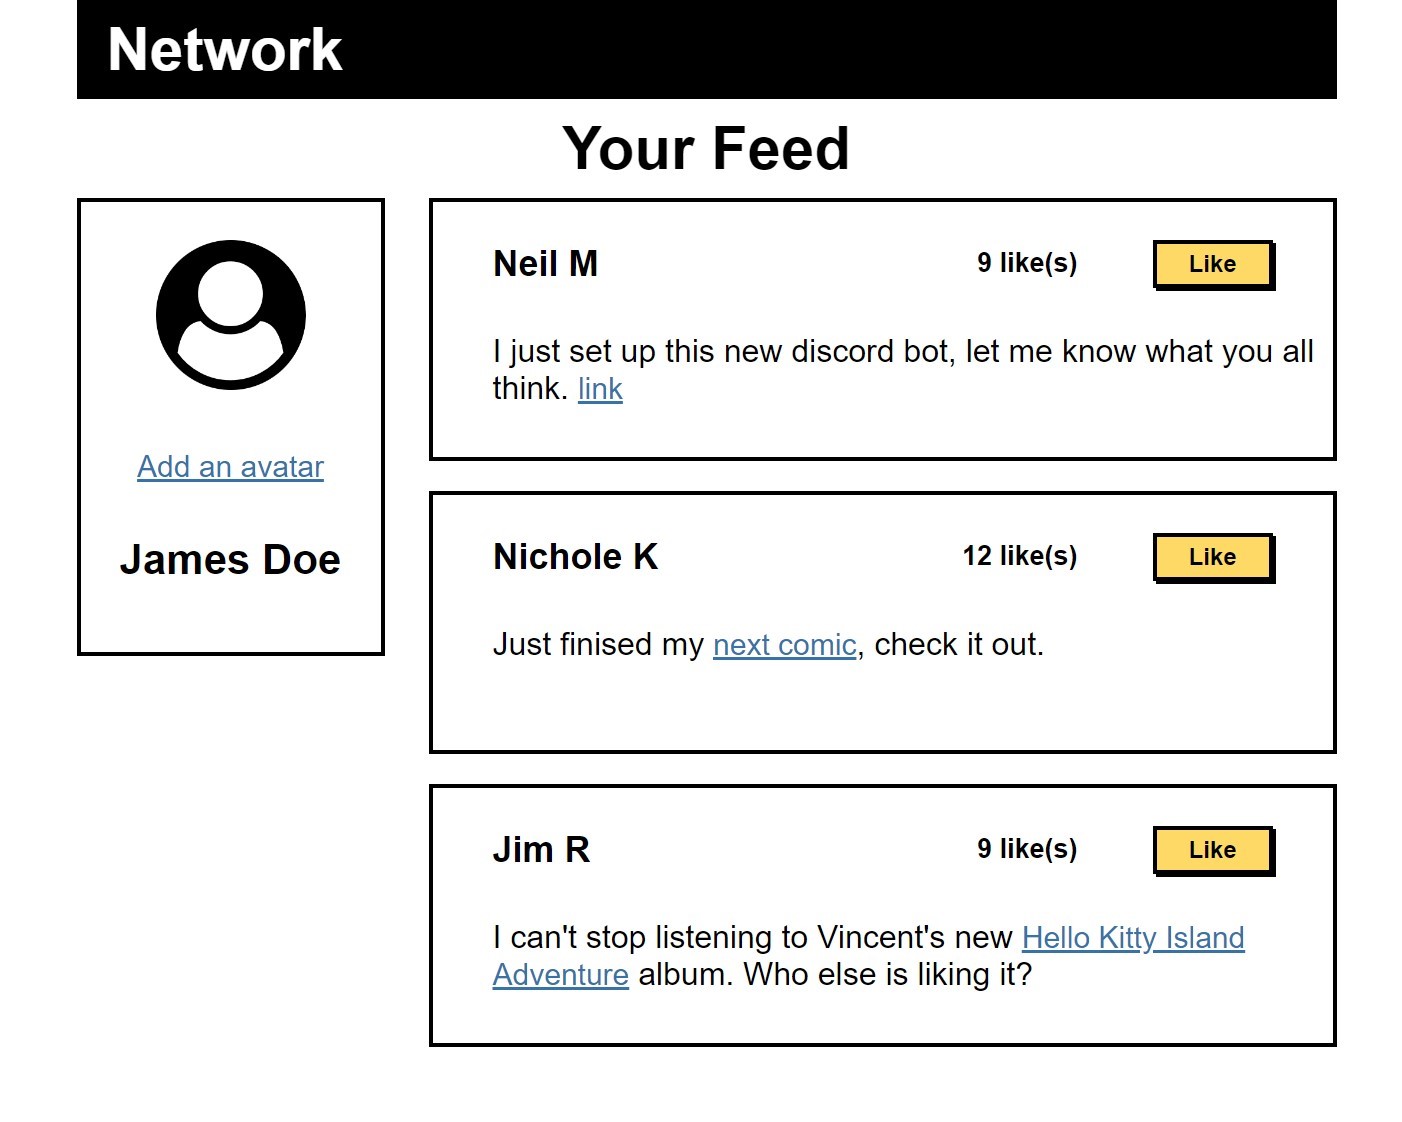 Network
Your Feed
Add an avatar
James Doe
Neil M
9 like(s)
Like
I just set up this new discord bot, let me know what you all
think. link
Nichole K
12 like(s)
Like
Just finised my next comic, check it out.
Jim R
9 like(s)
Like
I can't stop listening to Vincent's new Hello Kitty Island
Adventure album. Who else is liking it?